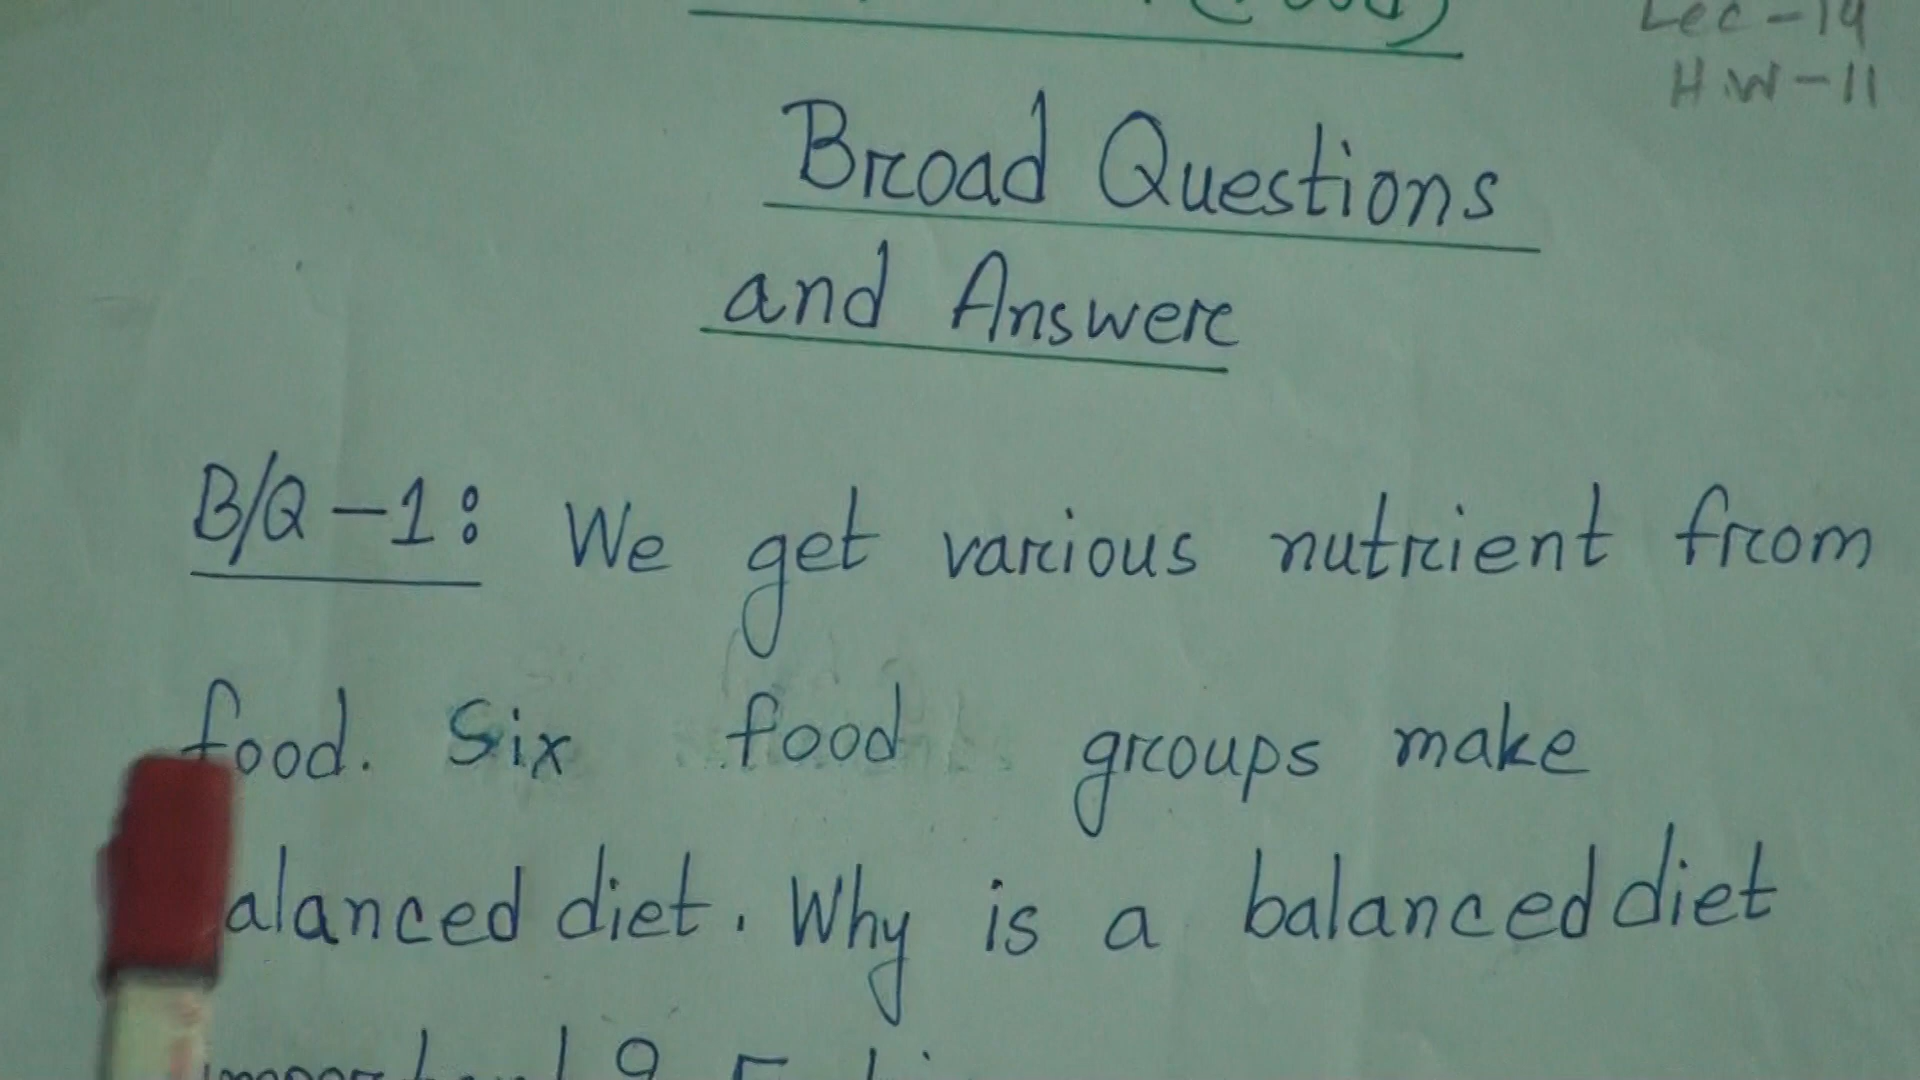 Lec-14
H.W-11
Broad Questions
and Answer
B/Q-1: We get various nutrient from
food. Six food groups make
alanced diet. Why is a balanced diet